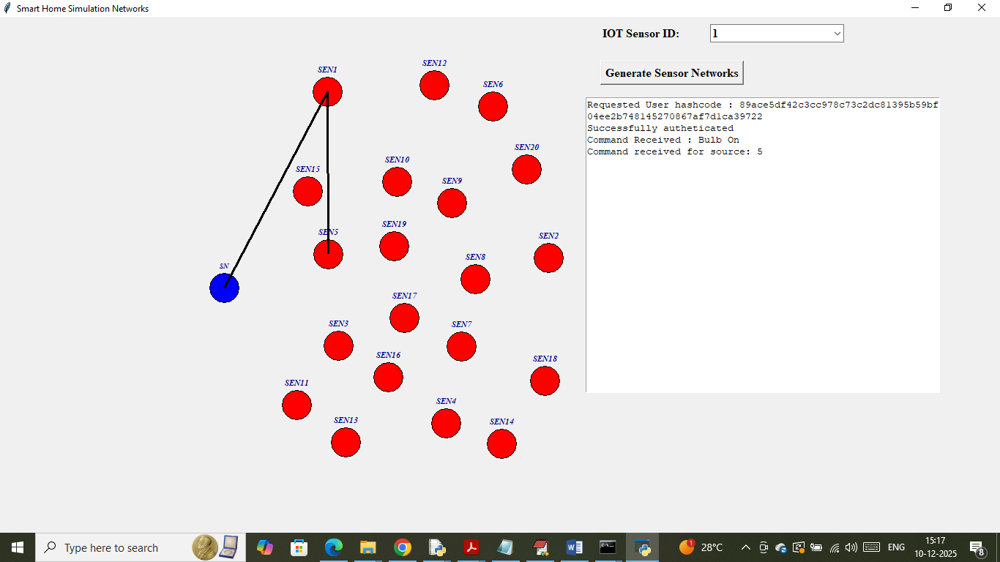 Smart Home Simulation Networks
IOT Sensor ID:
1
Generate Sensor Networks
Requested User hashcode : 89ace5df42c3cc978c73c2dc81395b59bf
04ee2b748145270867af7d1ca39722
Successfully autheticated
Command Received : Bulb On
Command received for source: 5
SEN12
SEN1
SEN6
SEN20
SEN10
SEN15
SEN9
SEN19
SEN5
SEN2
SEN8
SN
SEN17
SEN3
SEN7
SEN16
SEN18
SEN11
SEN4
SEN13
SEN14
Type here to search
1
28°C
ENG
15:17
10-12-2025
8